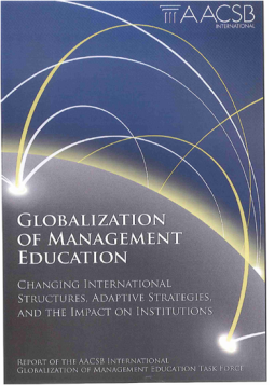 AACSB
INTERNATIONAL
GLOBALIZATION
OF MANAGEMENT
EDUCATION
CHANGING INTERNATIONAL
STRUCTURES, ADAPTIVE STRATEGIES,
AND THE IMPACT ON INSTITUTIONS
REPORT OF THE AACSB INTERNATIONAL
GLOBALIZATION OF MANAGEMENT EDUCATION TASK FORCE